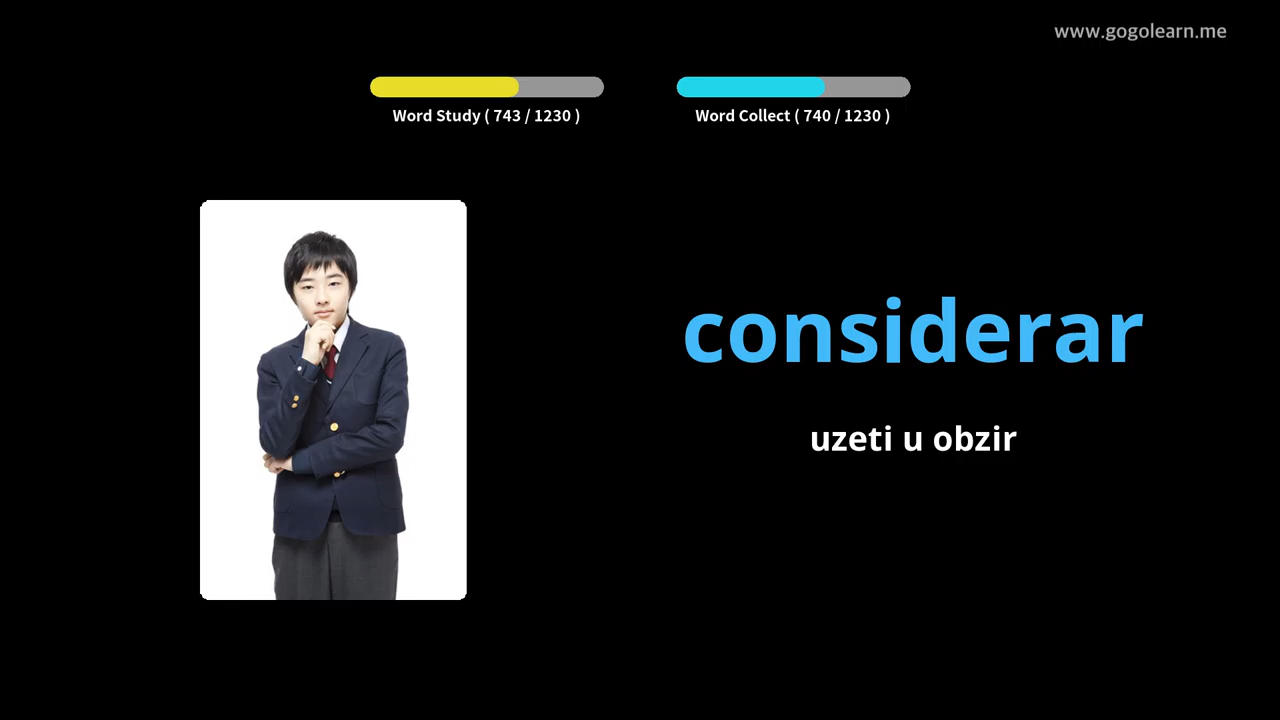 www.gogolearn.me
Word Study ( 743 / 1230 )
Word Collect ( 740 / 1230 )
considerar
uzeti u obzir